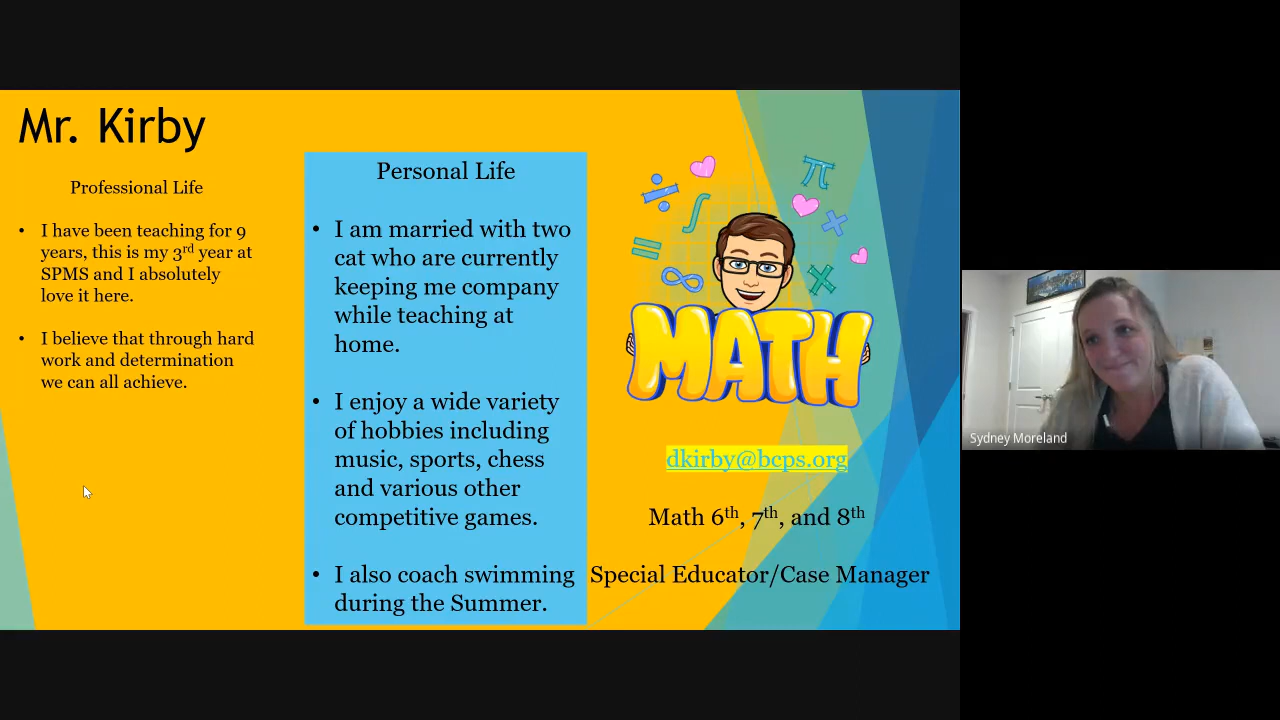 Mr. Kirby
Professional Life
• I have been teaching for 9
years, this is my 3rd year at
SPMS and I absolutely
love it here.
• I believe that through hard
work and determination
we can all achieve.
Personal Life
• I am married with two
cat who are currently
keeping me company
while teaching at
home.
• I enjoy a wide variety
of hobbies including
music, sports, chess
and various other
competitive games.
• I also coach swimming
during the Summer.
÷ ∫ π + = ∞ x
MATH
dkirby@bcps.org
Math 6th, 7th, and 8th
Special Educator/Case Manager
Sydney Moreland